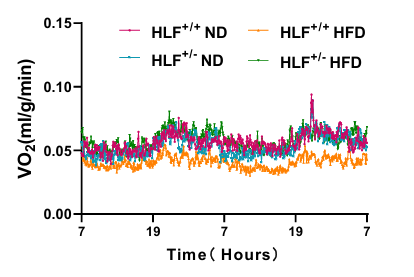 0.15
HLF+/+ ND
HLF+/+ HFD
HLF+/- ND
HLF+/- HFD
0.10
0.05
0.00
VO2(ml/g/min)
7 19 7 19 7
Time( Hours)